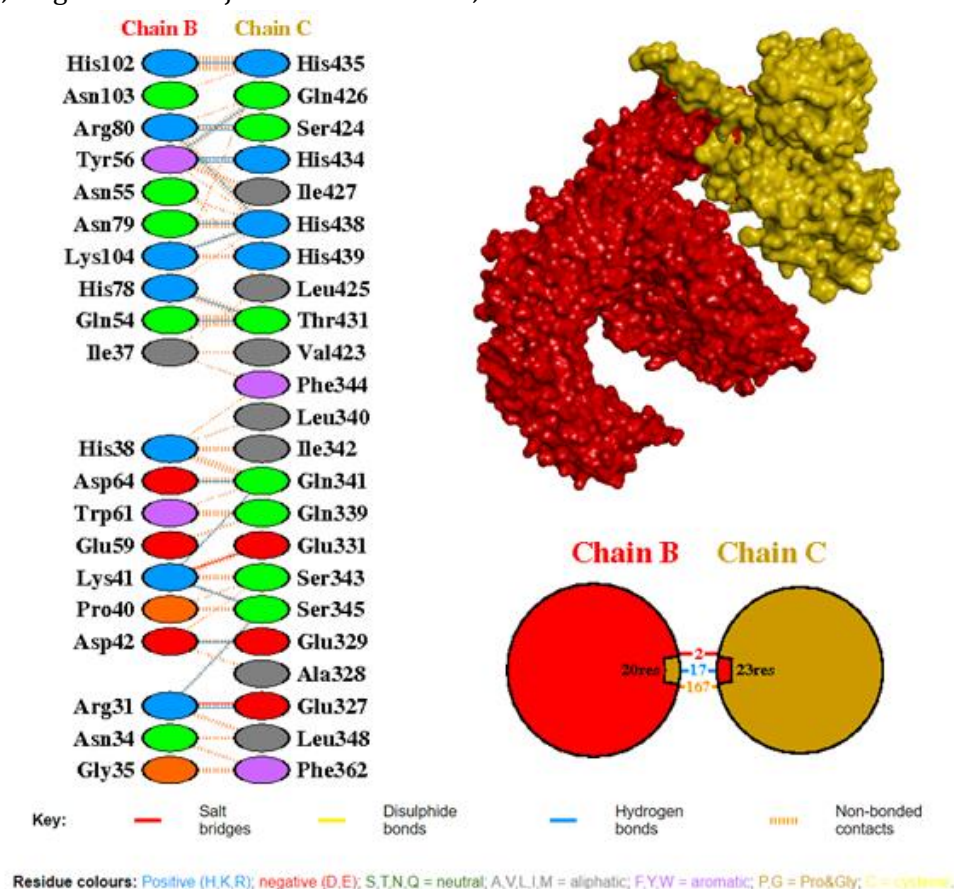 Chain B Chain C
His102 His435
Asn103 Gln426
Arg80 Ser424
Tyr56 His434
Asn55 Ile427
Asn79 His438
Lys104 His439
His78 Leu425
Gln54 Thr431
Ile37 Val423
Phe344
Leu340
His38 Ile342
Asp64 Gln341
Trp61 Gln339
Glu59 Glu331
Lys41 Ser343
Pro40 Ser345
Asp42 Glu329
Ala328
Arg31 Glu327
Asn34 Leu348
Gly35 Phe362
Chain B Chain C
20res 2 17 167 23res
Key: Salt bridges Disulphide bonds Hydrogen bonds Non-bonded contacts
Residue colours: Positive (H,K,R); negative (D,E); S,T,N,Q = neutral; A,V,L,I,M = aliphatic; F,Y,W = aromatic; P,G = Pro&Gly; C = cysteine.